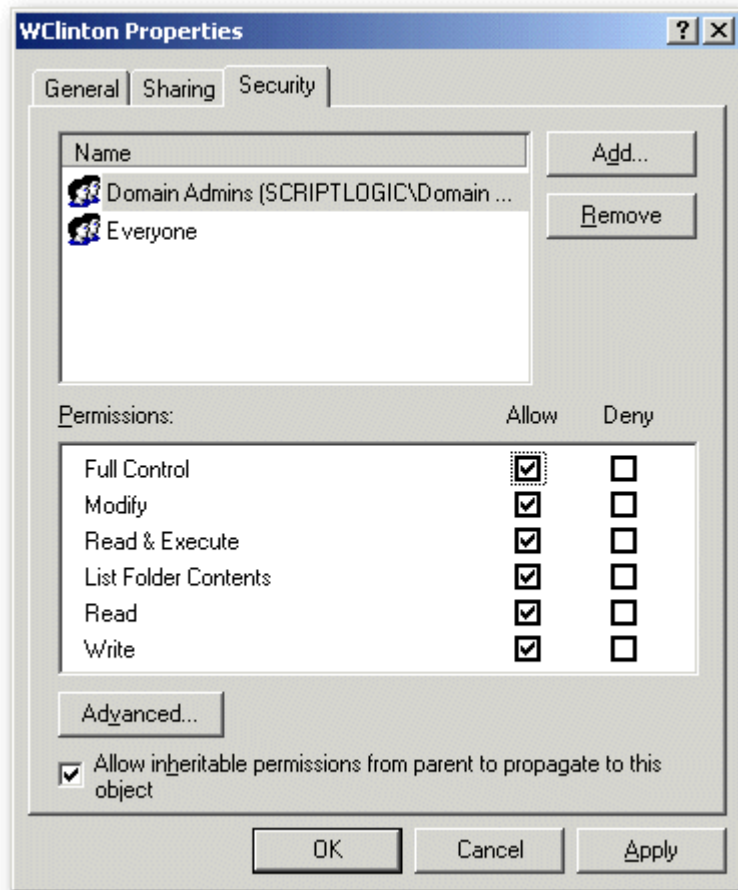 WClinton Properties
General Sharing Security
Name
Domain Admins (SCRIPTLOGIC\Domain ...
Everyone
Add...
Remove
Permissions: Allow Deny
Full Control
Modify
Read & Execute
List Folder Contents
Read
Write
Advanced...
Allow inheritable permissions from parent to propagate to this
object
OK Cancel Apply